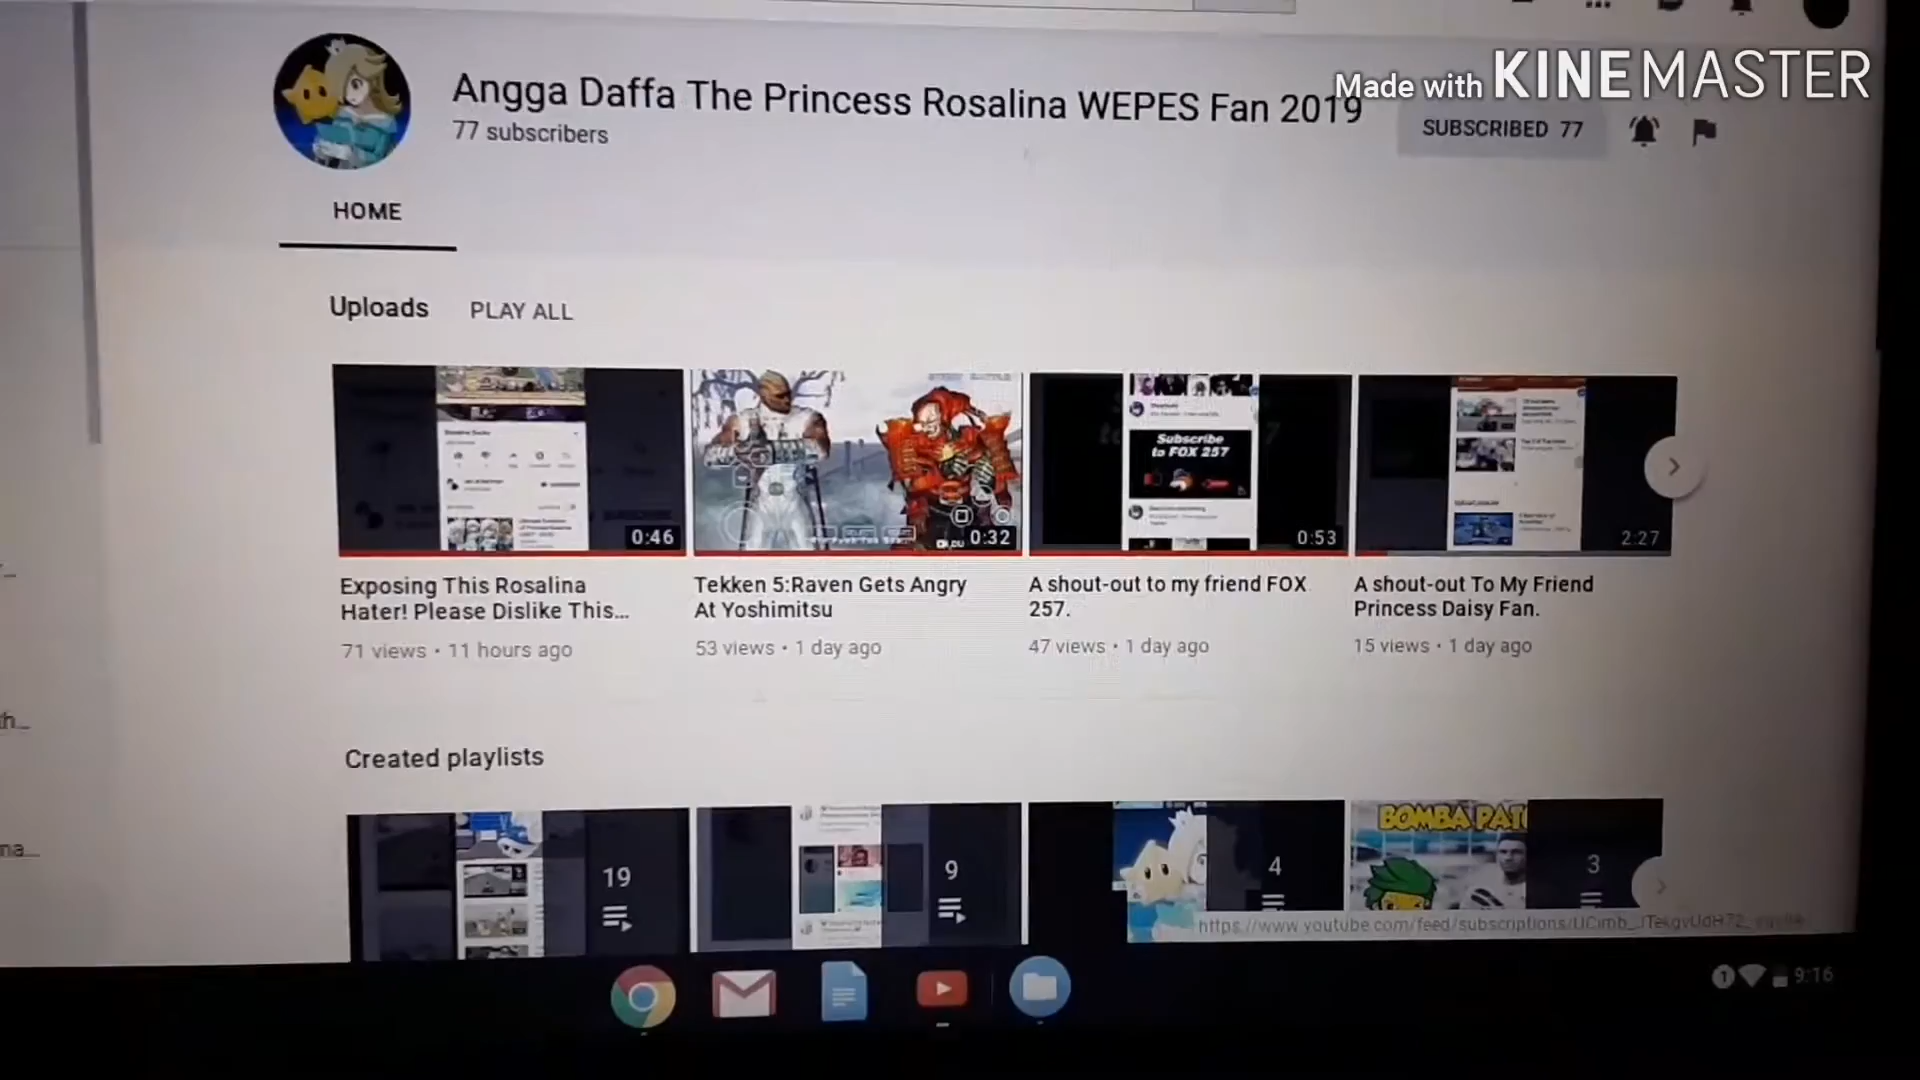 Made with KINEMASTER
Angga Daffa The Princess Rosalina WEPES Fan 2019
77 subscribers
SUBSCRIBED 77
HOME
Uploads PLAY ALL
Subscribe
to FOX 257
0:46
0:32
0:53
2:27
Exposing This Rosalina
Hater! Please Dislike This...
71 views • 11 hours ago
Tekken 5:Raven Gets Angry
At Yoshimitsu
53 views • 1 day ago
A shout-out to my friend FOX
257.
47 views • 1 day ago
A shout-out To My Friend
Princess Daisy Fan.
15 views • 1 day ago
Created playlists
19
9
4
BOMBA PAT
3
9:16